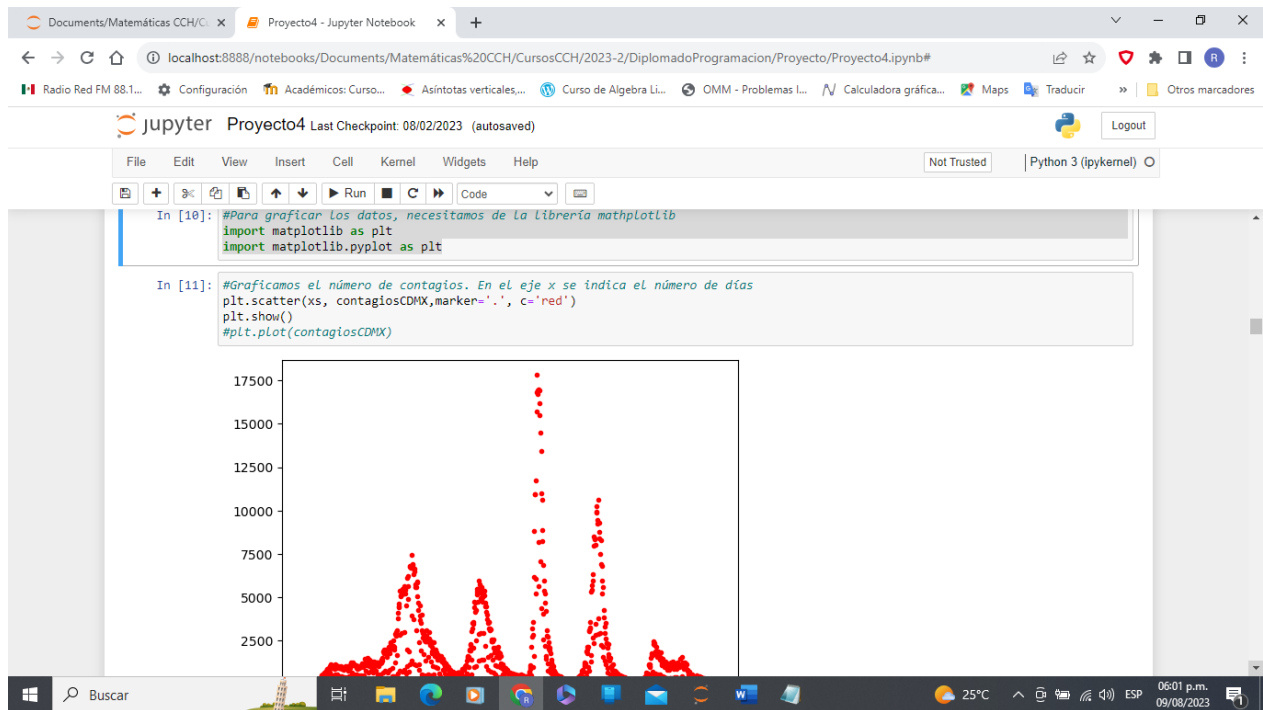 Documents/Matemáticas CCH/Cu
Proyecto4 - Jupyter Notebook
localhost:8888/notebooks/Documents/Matemáticas%20CCH/CursosCCH/2023-2/DiplomadoProgramacion/Proyecto/Proyecto4.ipynb#
R
Radio Red FM 88.1... Configuración Académicos: Curso... Asíntotas verticales,... Curso de Algebra Li... OMM - Problemas I... Calculadora gráfica... Maps Traducir » Otros marcadores
jupyter Proyecto4 Last Checkpoint: 08/02/2023 (autosaved) Logout
File Edit View Insert Cell Kernel Widgets Help Not Trusted Python 3 (ipykernel)
Run Code
In [10]: #Para graficar los datos, necesitamos de la librería mathplotlib
import matplotlib as plt
import matplotlib.pyplot as plt
In [11]: #Graficamos el número de contagios. En el eje x se indica el número de días
plt.scatter(xs, contagiosCDMX,marker='.', c='red')
plt.show()
#plt.plot(contagiosCDMX)
17500
15000
12500
10000
7500
5000
2500
Buscar 25°C ESP 06:01 p.m.
09/08/2023